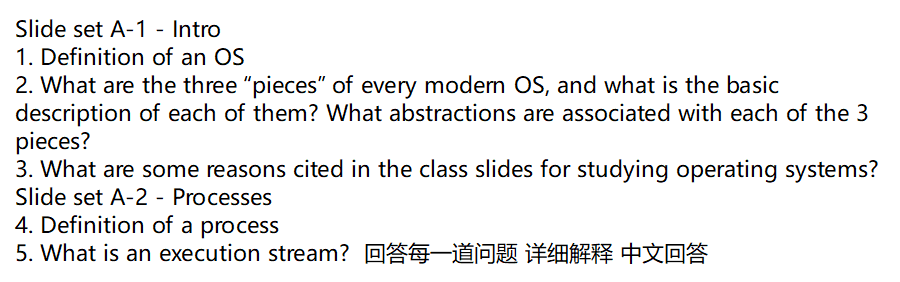 Slide set A-1 - Intro
1. Definition of an OS
2. What are the three “pieces” of every modern OS, and what is the basic
description of each of them? What abstractions are associated with each of the 3
pieces?
3. What are some reasons cited in the class slides for studying operating systems?
Slide set A-2 - Processes
4. Definition of a process
5. What is an execution stream?  回答每一道问题 详细解释 中文回答